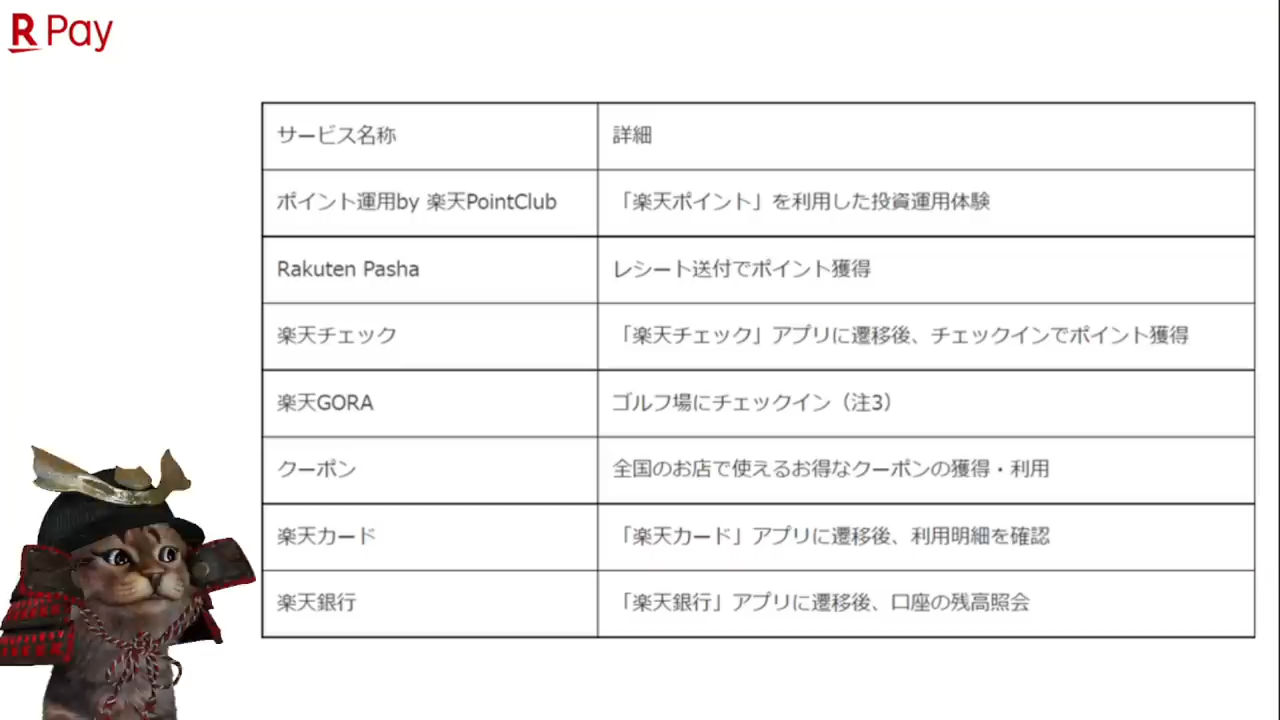 R Pay
サービス名称 詳細
ポイント運用by 楽天PointClub 「楽天ポイント」を利用した投資運用体験
Rakuten Pasha レシート送付でポイント獲得
楽天チェック 「楽天チェック」アプリに遷移後、チェックインでポイント獲得
楽天GORA ゴルフ場にチェックイン（注3）
クーポン 全国のお店で使えるお得なクーポンの獲得・利用
楽天カード 「楽天カード」アプリに遷移後、利用明細を確認
楽天銀行 「楽天銀行」アプリに遷移後、口座の残高照会